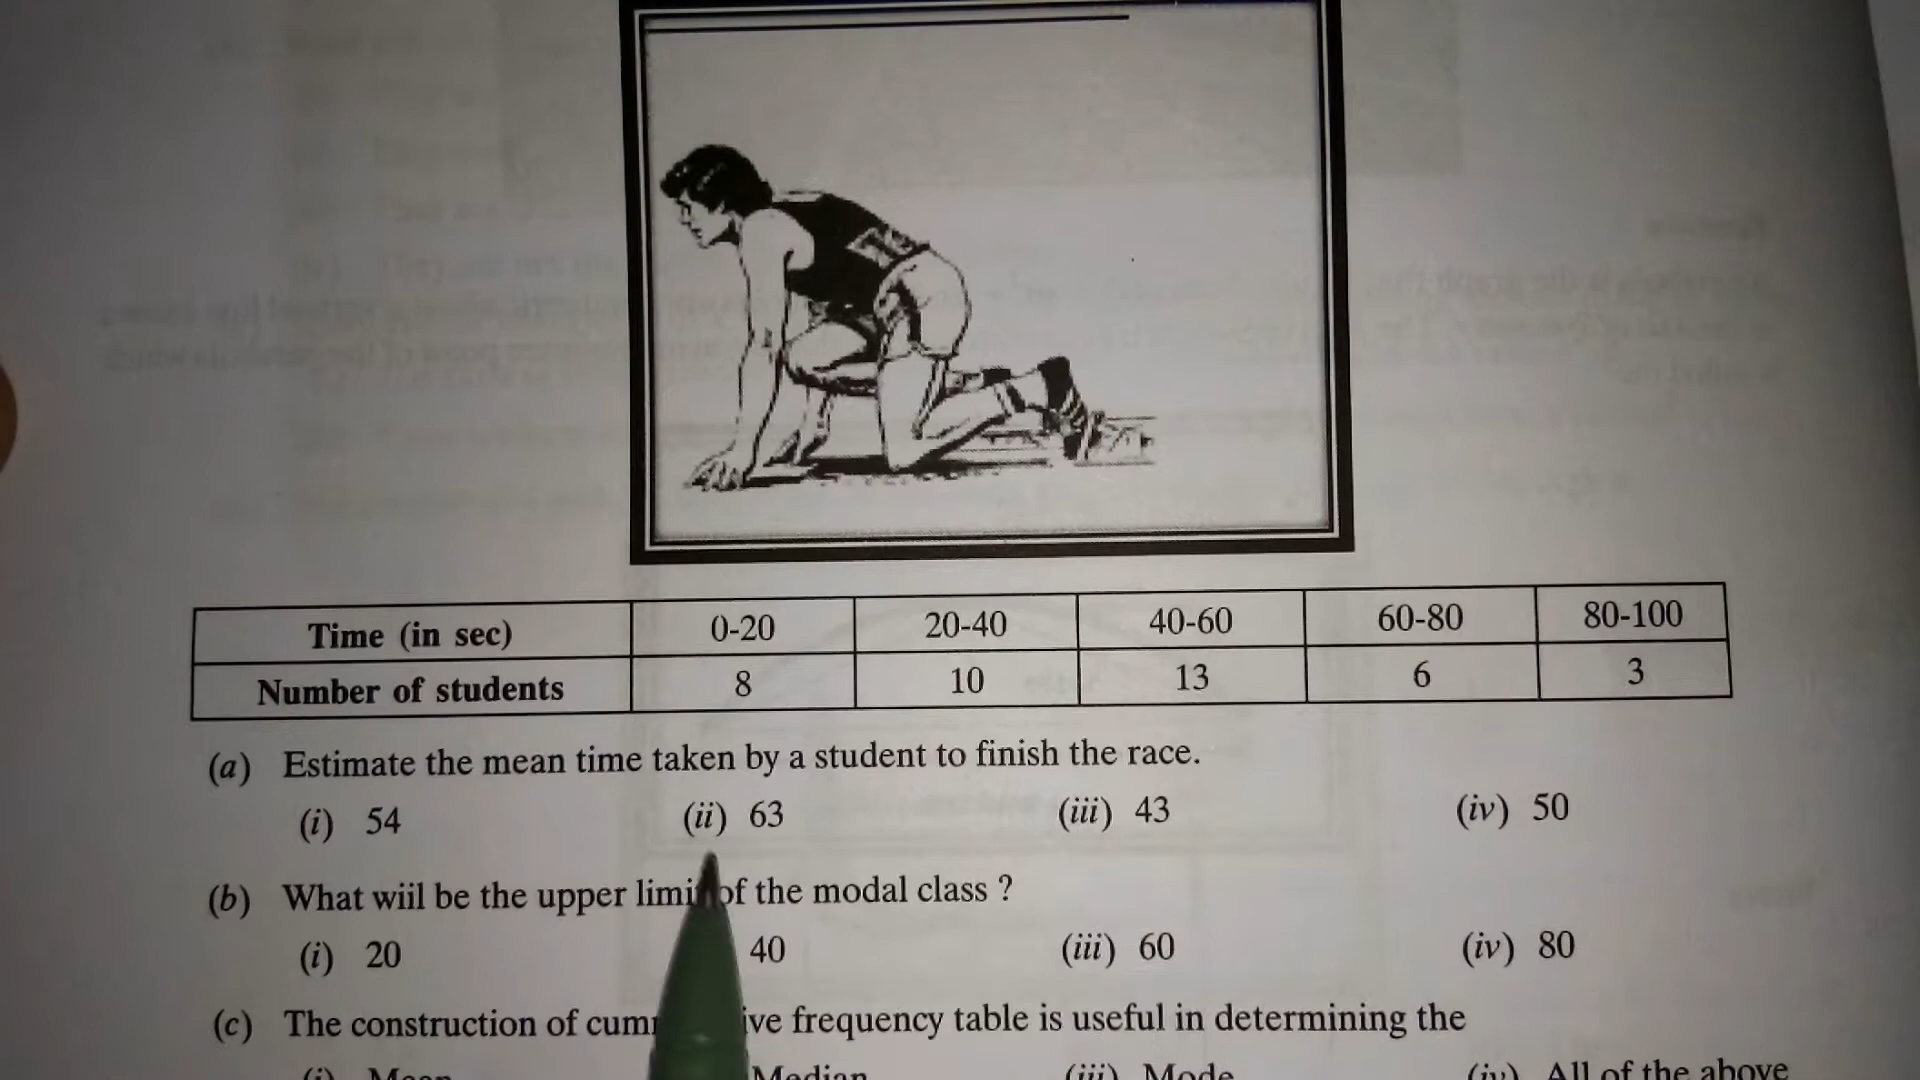 Time (in sec) 0-20 20-40 40-60 60-80 80-100
Number of students 8 10 13 6 3
(a) Estimate the mean time taken by a student to finish the race.
(i) 54 (ii) 63 (iii) 43 (iv) 50
(b) What wiil be the upper limit of the modal class ?
(i) 20 40 (iii) 60 (iv) 80
(c) The construction of frequency table is useful in determining the
(i) Mean Median (iii) Mode (iv) All of the above